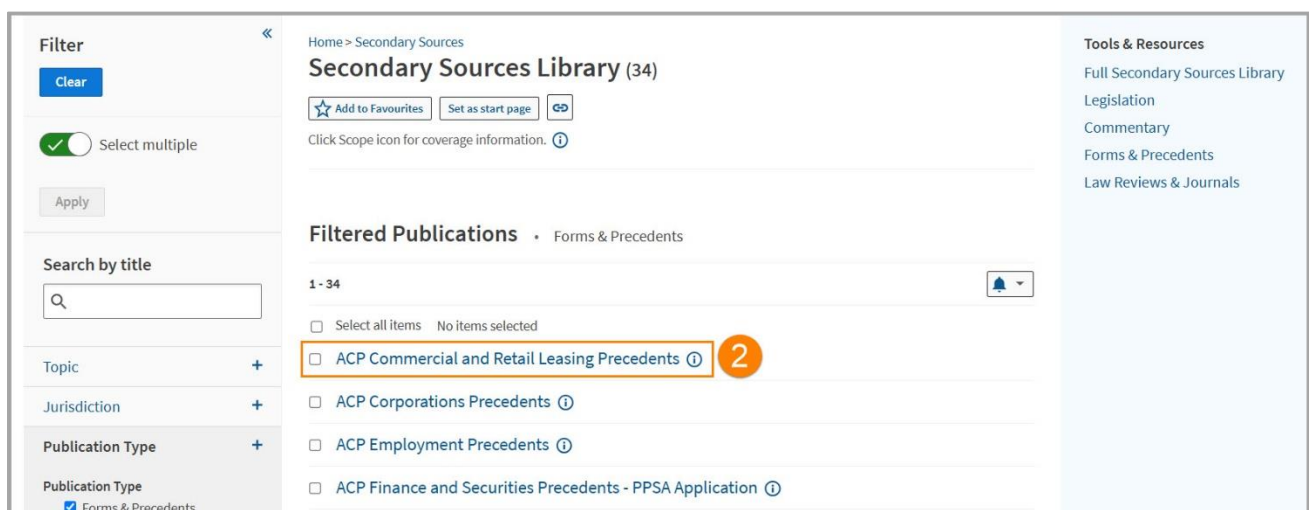 Filter
«
Clear
Select multiple
Apply
Search by title
Topic +
Jurisdiction +
Publication Type +
Publication Type
Forms & Precedents
Home > Secondary Sources
Secondary Sources Library (34)
Add to Favourites Set as start page
Click Scope icon for coverage information.
Filtered Publications · Forms & Precedents
1 - 34
Select all items No items selected
ACP Commercial and Retail Leasing Precedents 2
ACP Corporations Precedents
ACP Employment Precedents
ACP Finance and Securities Precedents - PPSA Application
Tools & Resources
Full Secondary Sources Library
Legislation
Commentary
Forms & Precedents
Law Reviews & Journals